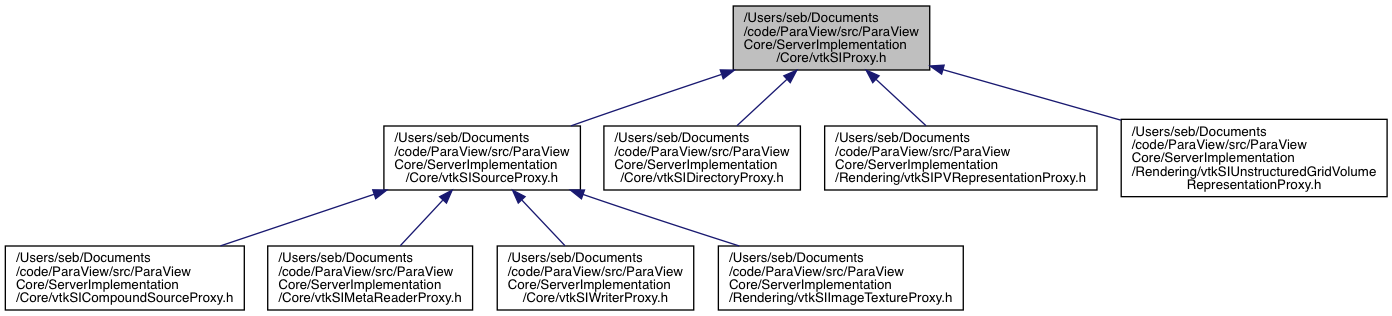 /Users/seb/Documents
/code/ParaView/src/ParaView
Core/ServerImplementation
/Core/vtkSIProxy.h
/Users/seb/Documents
/code/ParaView/src/ParaView
Core/ServerImplementation
/Core/vtkSISourceProxy.h
/Users/seb/Documents
/code/ParaView/src/ParaView
Core/ServerImplementation
/Core/vtkSIDirectoryProxy.h
/Users/seb/Documents
/code/ParaView/src/ParaView
Core/ServerImplementation
/Rendering/vtkSIPVRepresentationProxy.h
/Users/seb/Documents
/code/ParaView/src/ParaView
Core/ServerImplementation
/Rendering/vtkSIUnstructuredGridVolume
RepresentationProxy.h
/Users/seb/Documents
/code/ParaView/src/ParaView
Core/ServerImplementation
/Core/vtkSICompoundSourceProxy.h
/Users/seb/Documents
/code/ParaView/src/ParaView
Core/ServerImplementation
/Core/vtkSIMetaReaderProxy.h
/Users/seb/Documents
/code/ParaView/src/ParaView
Core/ServerImplementation
/Core/vtkSIWriterProxy.h
/Users/seb/Documents
/code/ParaView/src/ParaView
Core/ServerImplementation
/Rendering/vtkSIImageTextureProxy.h